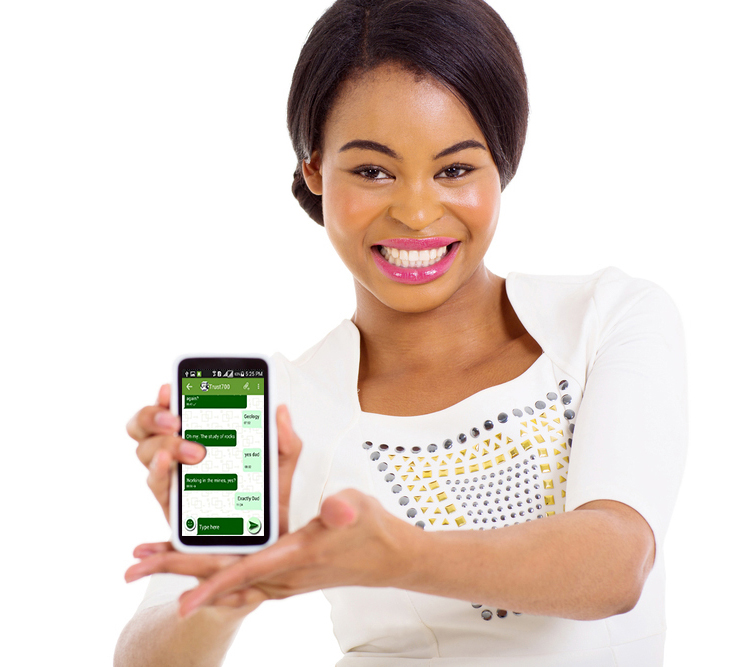 5:25 PM
Trust700
again?
Geology
Oh my. The study of rocks
yes dad
Working in the mines, yes?
Exactly Dad
Type here